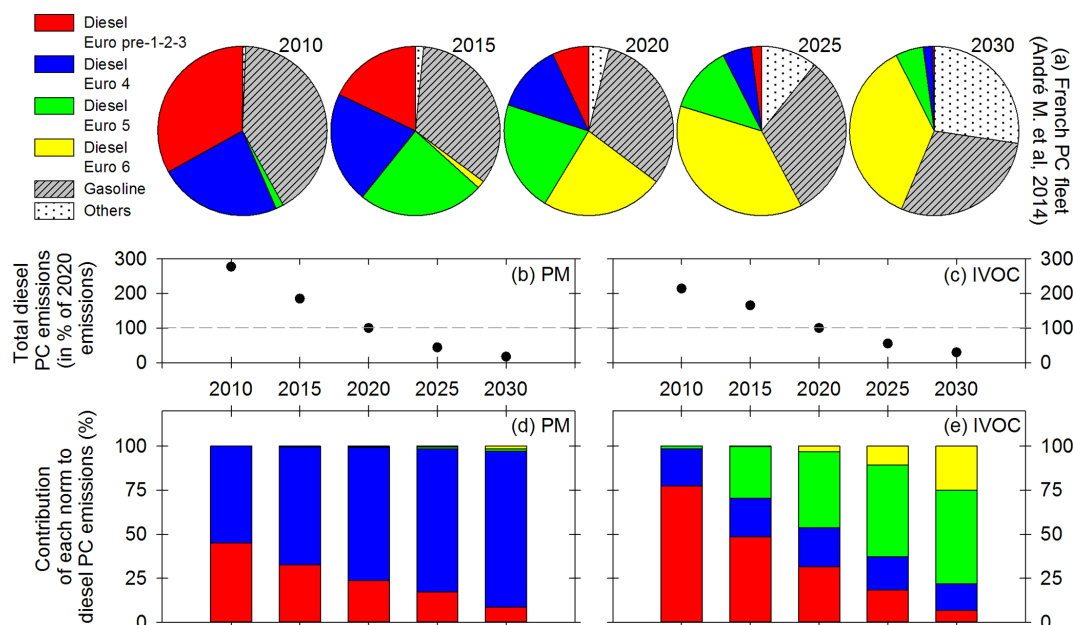 Diesel
Euro pre-1-2-3
Diesel
Euro 4
Diesel
Euro 5
Diesel
Euro 6
Gasoline
Others
2010
2015
2020
2025
2030
(a) French PC fleet
(André M. et al, 2014)
Total diesel
PC emissions
(in % of 2020
emissions)
300
200
100
0
(b) PM
(c) IVOC
300
200
100
0
2010 2015 2020 2025 2030
2010 2015 2020 2025 2030
Contribution
of each norm to
diesel PC emissions (%)
100
75
50
25
0
(d) PM
(e) IVOC
100
75
50
25
0